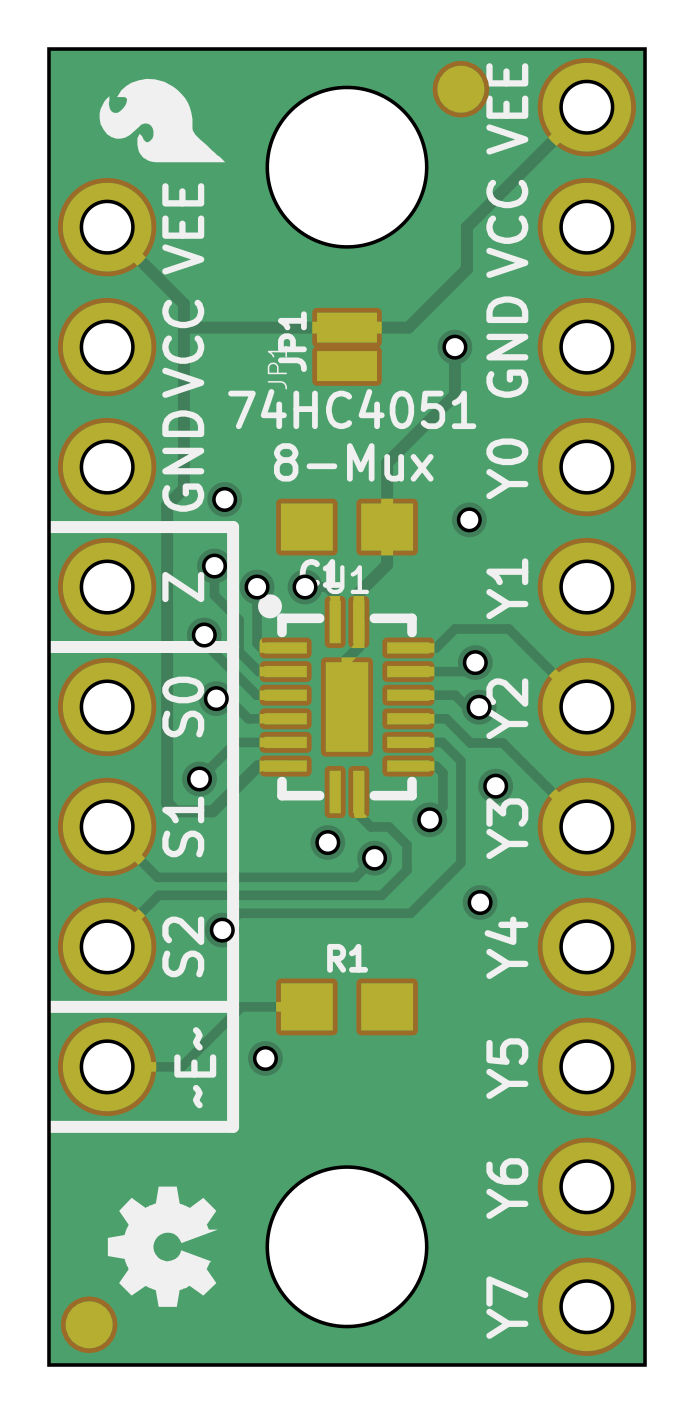 VEE
VCC
GND
Z
S0
S1
S2
~E~
JP1
JP1
74HC4051
8-Mux
C1
U1
R1
VEE
VCC
GND
Y0
Y1
Y2
Y3
Y4
Y5
Y6
Y7